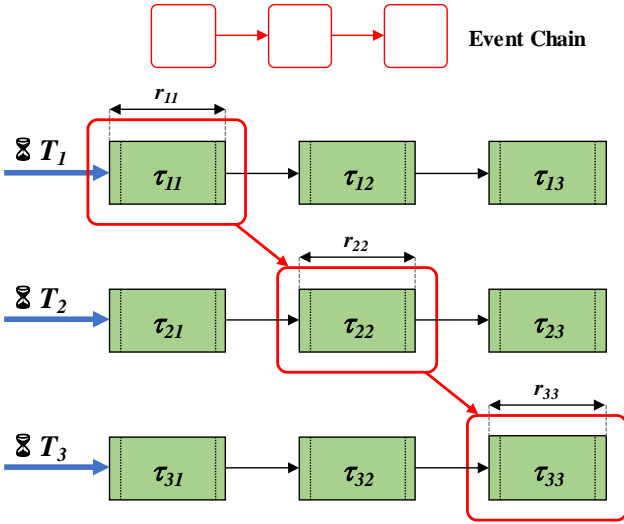 Event Chain
r11
⌛ T1
τ11
τ12
τ13
r22
⌛ T2
τ21
τ22
τ23
r33
⌛ T3
τ31
τ32
τ33